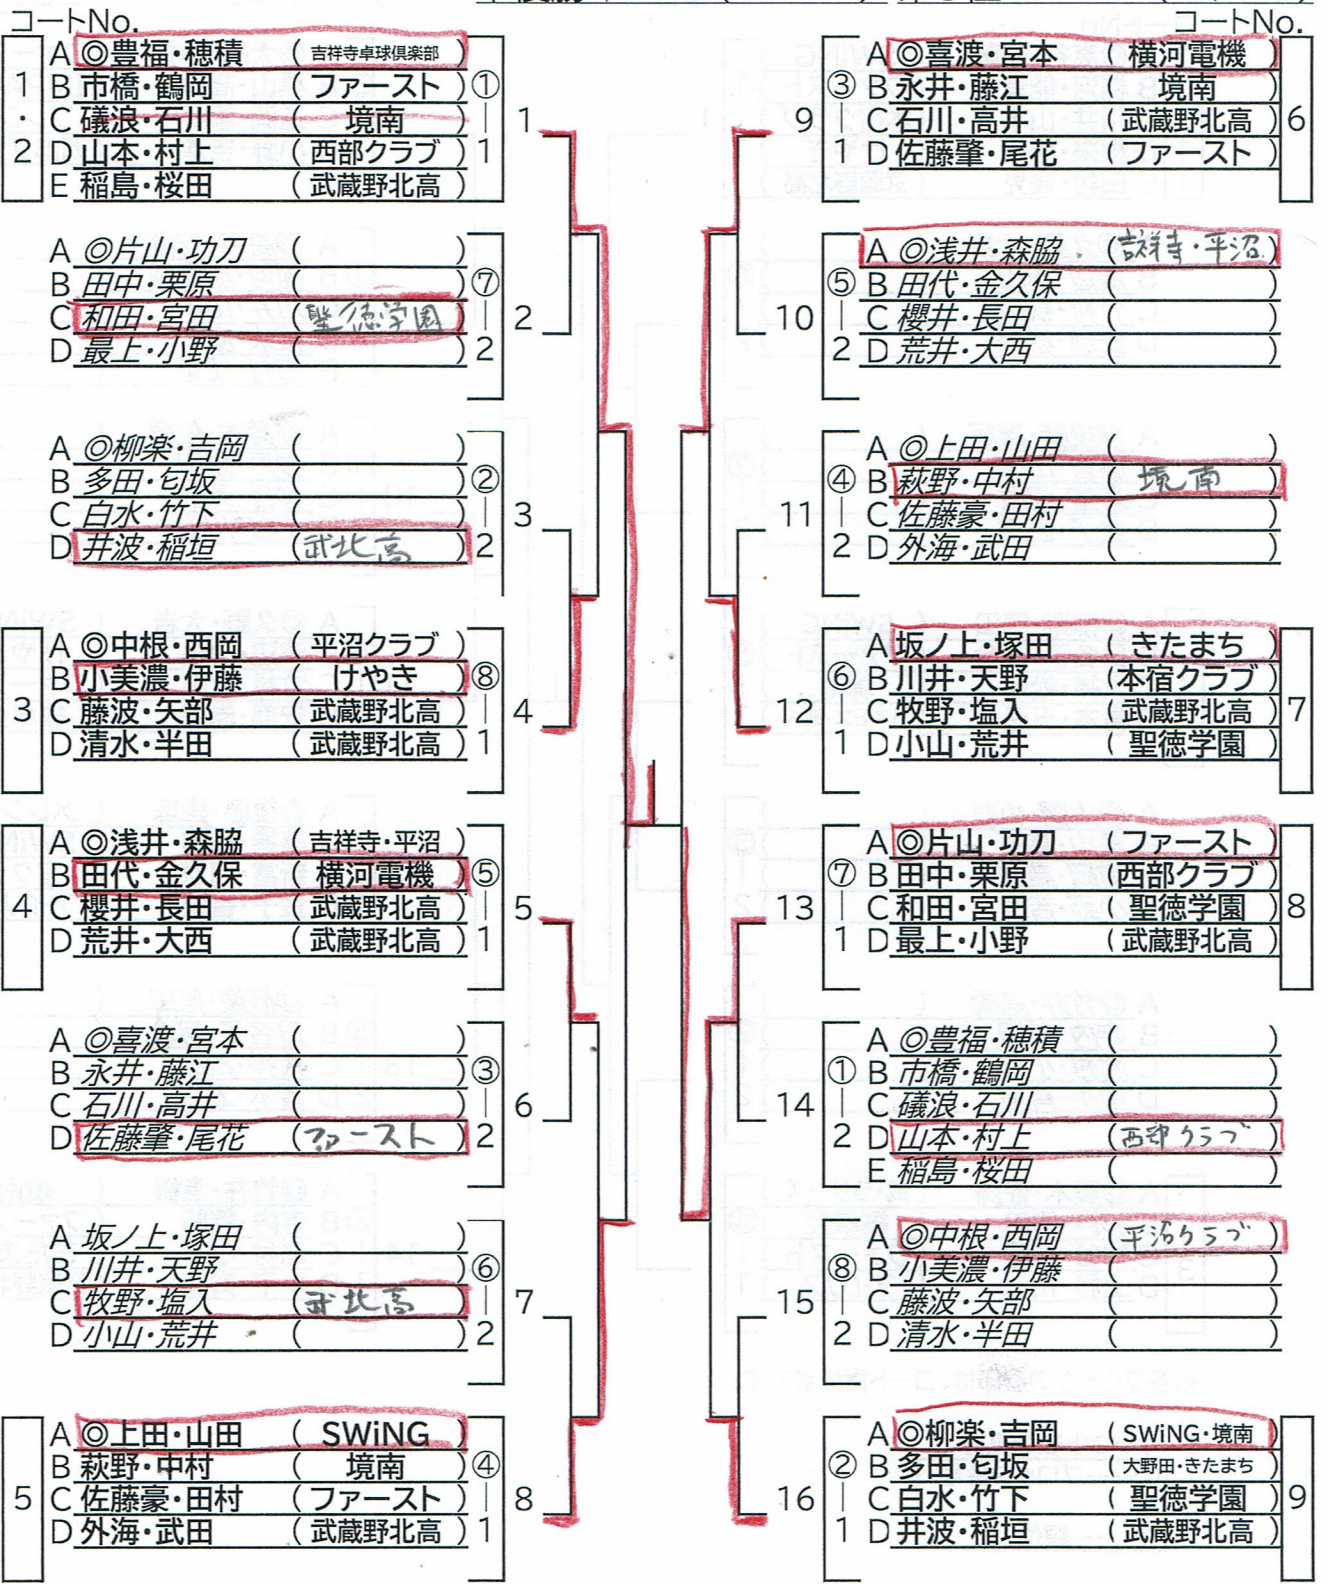 コートNo.
1・2
A ◎豊福・穂積 吉祥寺卓球倶楽部)
B 市橋・鶴岡 (ファースト)
C 礒浪・石川 (境南)
D 山本・村上 (西部クラブ)
E 稲島・桜田 (武蔵野北高)
①｜1
1
A ◎片山・功刀 ( )
B 田中・栗原 ( )
C 和田・宮田 (聖徳学園)
D 最上・小野 ( )
⑦｜2
2
A ◎柳楽・吉岡 ( )
B 多田・匂坂 ( )
C 白水・竹下 ( )
D 井波・稲垣 (武北高)
②｜2
3
3
A ◎中根・西岡 平沼クラブ)
B 小美濃・伊藤 (けやき)
C 藤波・矢部 (武蔵野北高)
D 清水・半田 (武蔵野北高)
⑧｜1
4
4
A ◎浅井・森脇 吉祥寺・平沼)
B 田代・金久保 (横河電機)
C 櫻井・長田 (武蔵野北高)
D 荒井・大西 (武蔵野北高)
⑤｜1
5
A ◎喜渡・宮本 ( )
B 永井・藤江 ( )
C 石川・高井 ( )
D 佐藤肇・尾花 (ファースト)
③｜2
6
A 坂ノ上・塚田 ( )
B 川井・天野 ( )
C 牧野・塩入 (武北高)
D 小山・荒井 ( )
⑥｜2
7
5
A ◎上田・山田 (SWiNG)
B 萩野・中村 (境南)
C 佐藤豪・田村 (ファースト)
D 外海・武田 (武蔵野北高)
④｜1
8
コートNo.
9
③｜1
A ◎喜渡・宮本 横河電機)
B 永井・藤江 (境南)
C 石川・高井 (武蔵野北高)
D 佐藤肇・尾花 (ファースト)
6
10
⑤｜2
A ◎浅井・森脇 (吉祥寺・平沼)
B 田代・金久保 ( )
C 櫻井・長田 ( )
D 荒井・大西 ( )
11
④｜2
A ◎上田・山田 ( )
B 萩野・中村 (境南)
C 佐藤豪・田村 ( )
D 外海・武田 ( )
12
⑥｜1
A 坂ノ上・塚田 きたまち)
B 川井・天野 (本宿クラブ)
C 牧野・塩入 (武蔵野北高)
D 小山・荒井 (聖徳学園)
7
13
⑦｜1
A ◎片山・功刀 ファースト)
B 田中・栗原 (西部クラブ)
C 和田・宮田 (聖徳学園)
D 最上・小野 (武蔵野北高)
8
14
①｜2
A ◎豊福・穂積 ( )
B 市橋・鶴岡 ( )
C 礒浪・石川 ( )
D 山本・村上 (西部クラブ)
E 稲島・桜田 ( )
15
⑧｜2
A ◎中根・西岡 (平沼クラブ)
B 小美濃・伊藤 ( )
C 藤波・矢部 ( )
D 清水・半田 ( )
16
②｜1
A ◎柳楽・吉岡 (SWiNG・境南)
B 多田・匂坂 (大野田・きたまち)
C 白水・竹下 (聖徳学園)
D 井波・稲垣 (武蔵野北高)
9